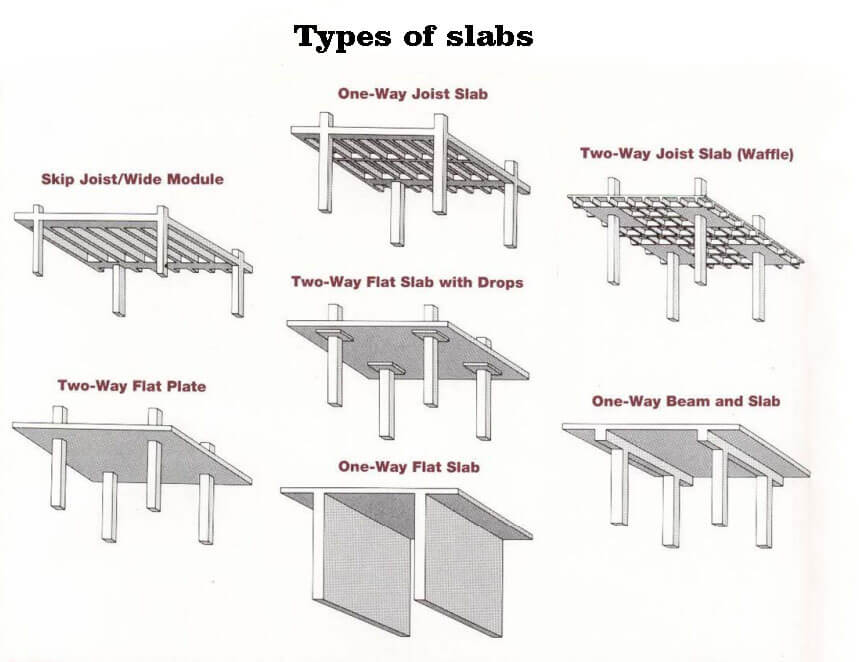 Types of slabs
One-Way Joist Slab
Two-Way Joist Slab (Waffle)
Skip Joist/Wide Module
Two-Way Flat Slab with Drops
Two-Way Flat Plate
One-Way Beam and Slab
One-Way Flat Slab